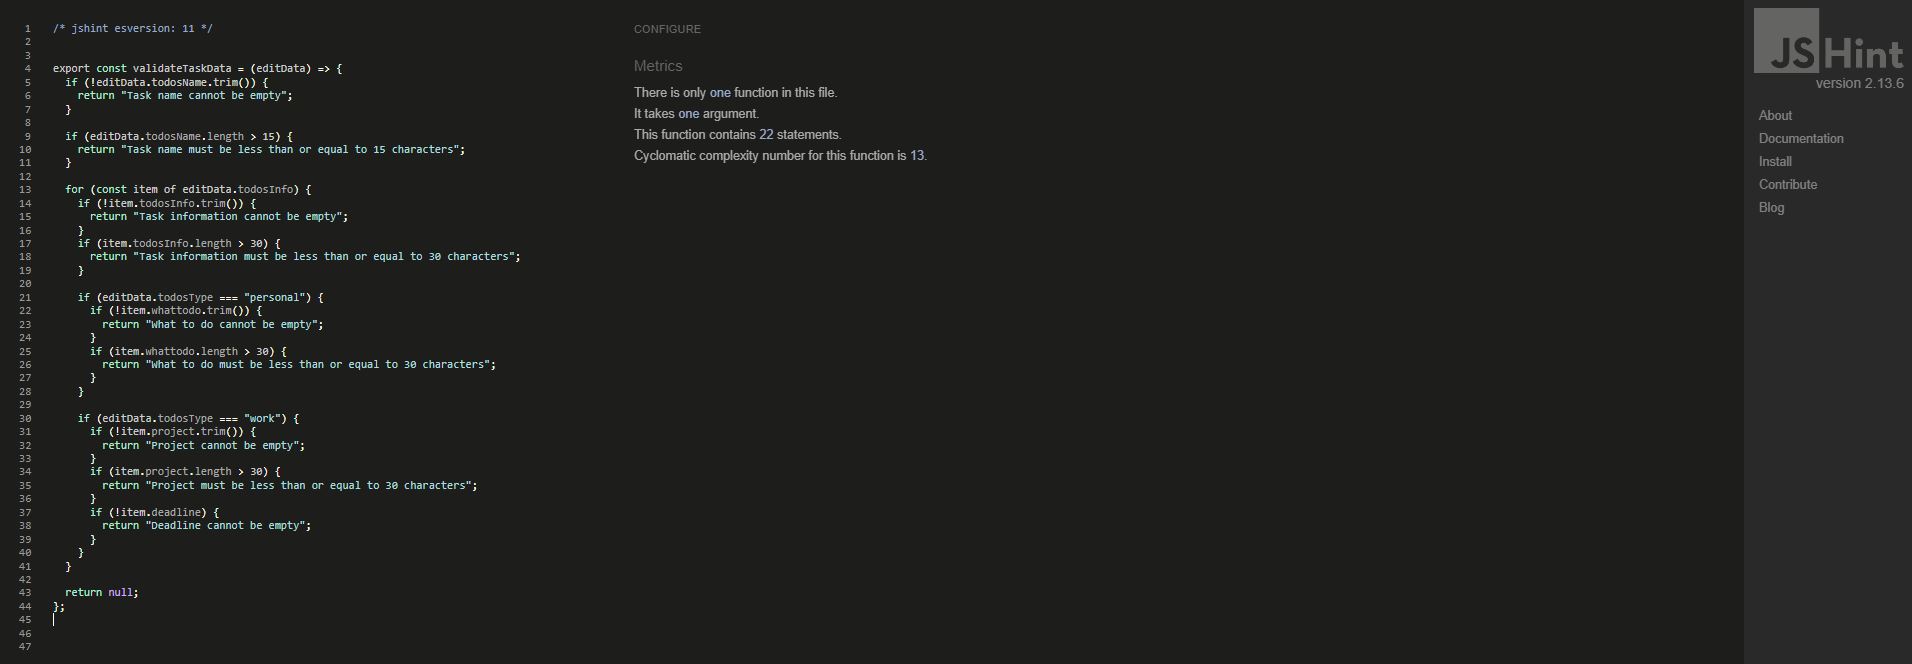 1 /* jshint esversion: 11 */
2
3
4 export const validateTaskData = (editData) => {
5 if (!editData.todosName.trim()) {
6 return "Task name cannot be empty";
7 }
8
9 if (editData.todosName.length > 15) {
10 return "Task name must be less than or equal to 15 characters";
11 }
12
13 for (const item of editData.todosInfo) {
14 if (!item.todosInfo.trim()) {
15 return "Task information cannot be empty";
16 }
17 if (item.todosInfo.length > 30) {
18 return "Task information must be less than or equal to 30 characters";
19 }
20
21 if (editData.todosType === "personal") {
22 if (!item.whattodo.trim()) {
23 return "What to do cannot be empty";
24 }
25 if (item.whattodo.length > 30) {
26 return "What to do must be less than or equal to 30 characters";
27 }
28 }
29
30 if (editData.todosType === "work") {
31 if (!item.project.trim()) {
32 return "Project cannot be empty";
33 }
34 if (item.project.length > 30) {
35 return "Project must be less than or equal to 30 characters";
36 }
37 if (!item.deadline) {
38 return "Deadline cannot be empty";
39 }
40 }
41 }
42
43 return null;
44 };
45
46
47
CONFIGURE
Metrics
There is only one function in this file.
It takes one argument.
This function contains 22 statements.
Cyclomatic complexity number for this function is 13.
JSHint
version 2.13.6
About
Documentation
Install
Contribute
Blog